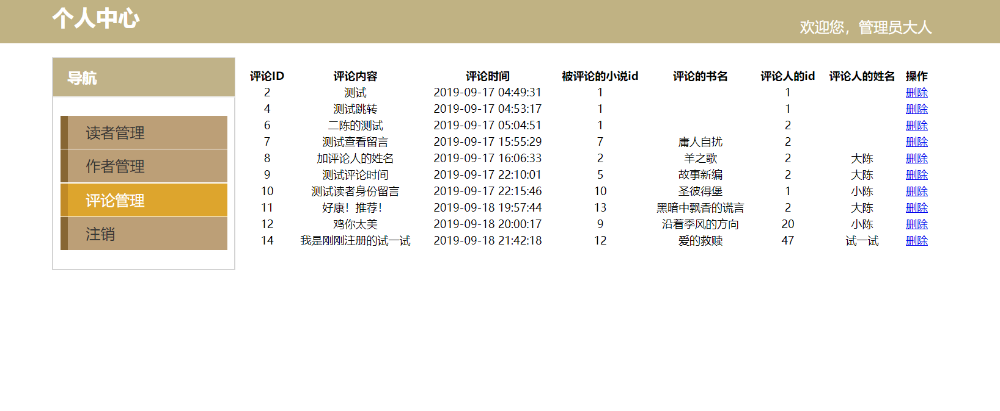 个人中心
欢迎您，管理员大人
导航
读者管理
作者管理
评论管理
注销
评论ID 评论内容 评论时间 被评论的小说id 评论的书名 评论人的id 评论人的姓名 操作
2 测试 2019-09-17 04:49:31 1 1 删除
4 测试跳转 2019-09-17 04:53:17 1 1 删除
6 二陈的测试 2019-09-17 05:04:51 1 2 删除
7 测试查看留言 2019-09-17 15:55:29 7 庸人自扰 2 删除
8 加评论人的姓名 2019-09-17 16:06:33 2 羊之歌 2 大陈 删除
9 测试评论时间 2019-09-17 22:10:01 5 故事新编 2 大陈 删除
10 测试读者身份留言 2019-09-17 22:15:46 10 圣彼得堡 1 小陈 删除
11 好康！推荐！ 2019-09-18 19:57:44 13 黑暗中飘香的谎言 2 大陈 删除
12 鸡你太美 2019-09-18 20:00:17 9 沿着季风的方向 20 小陈 删除
14 我是刚刚注册的试一试 2019-09-18 21:42:18 12 爱的救赎 47 试一试 删除